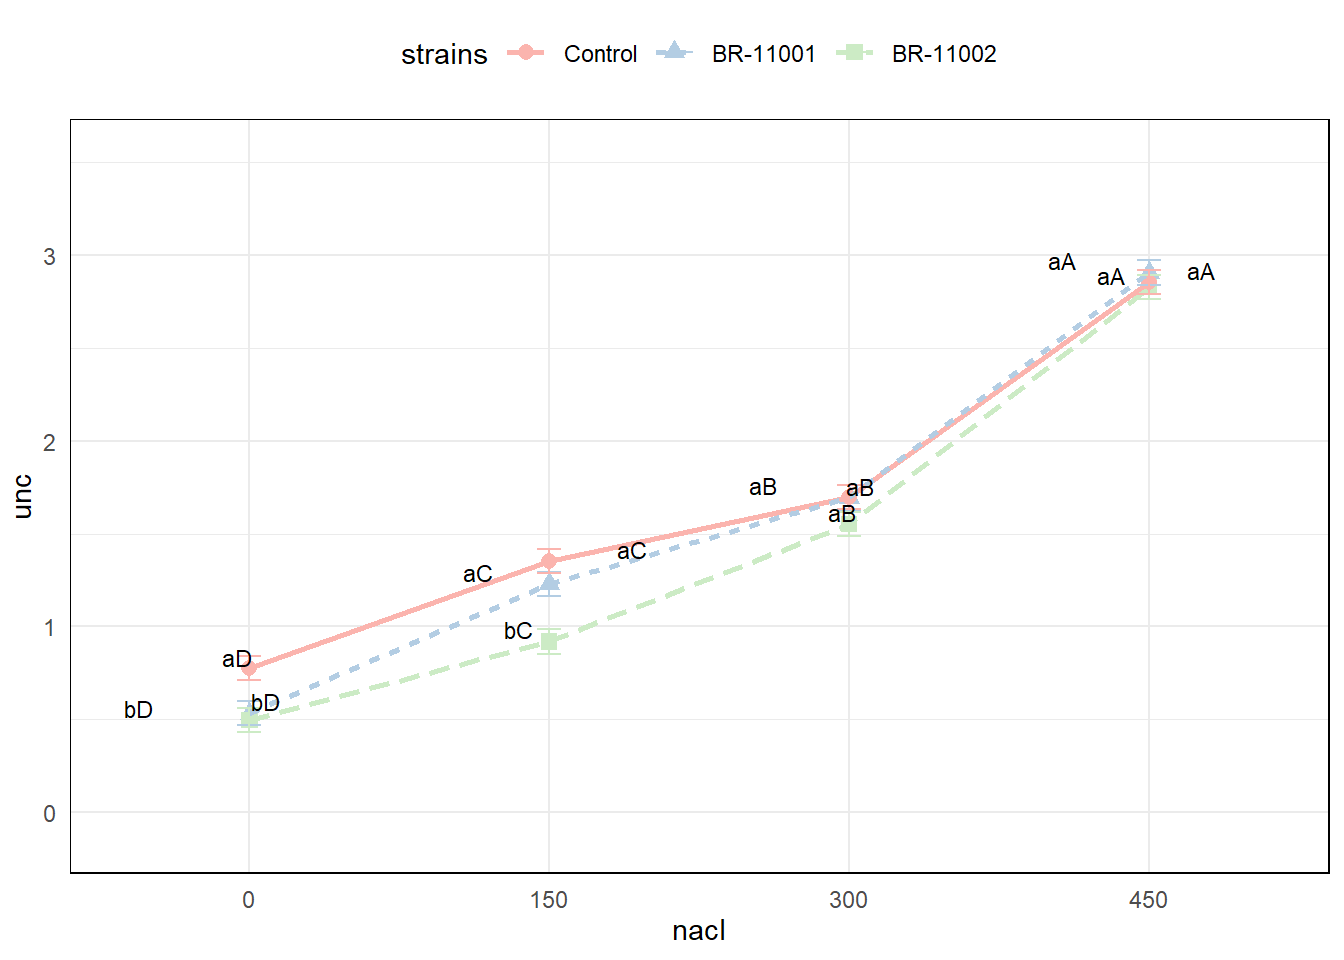 strains Control BR-11001 BR-11002
3
2
1
0
unc
aA
aA
aA
aB
aB
aB
aC
aC
bC
aD
bD
bD
0 150 300 450
nacl